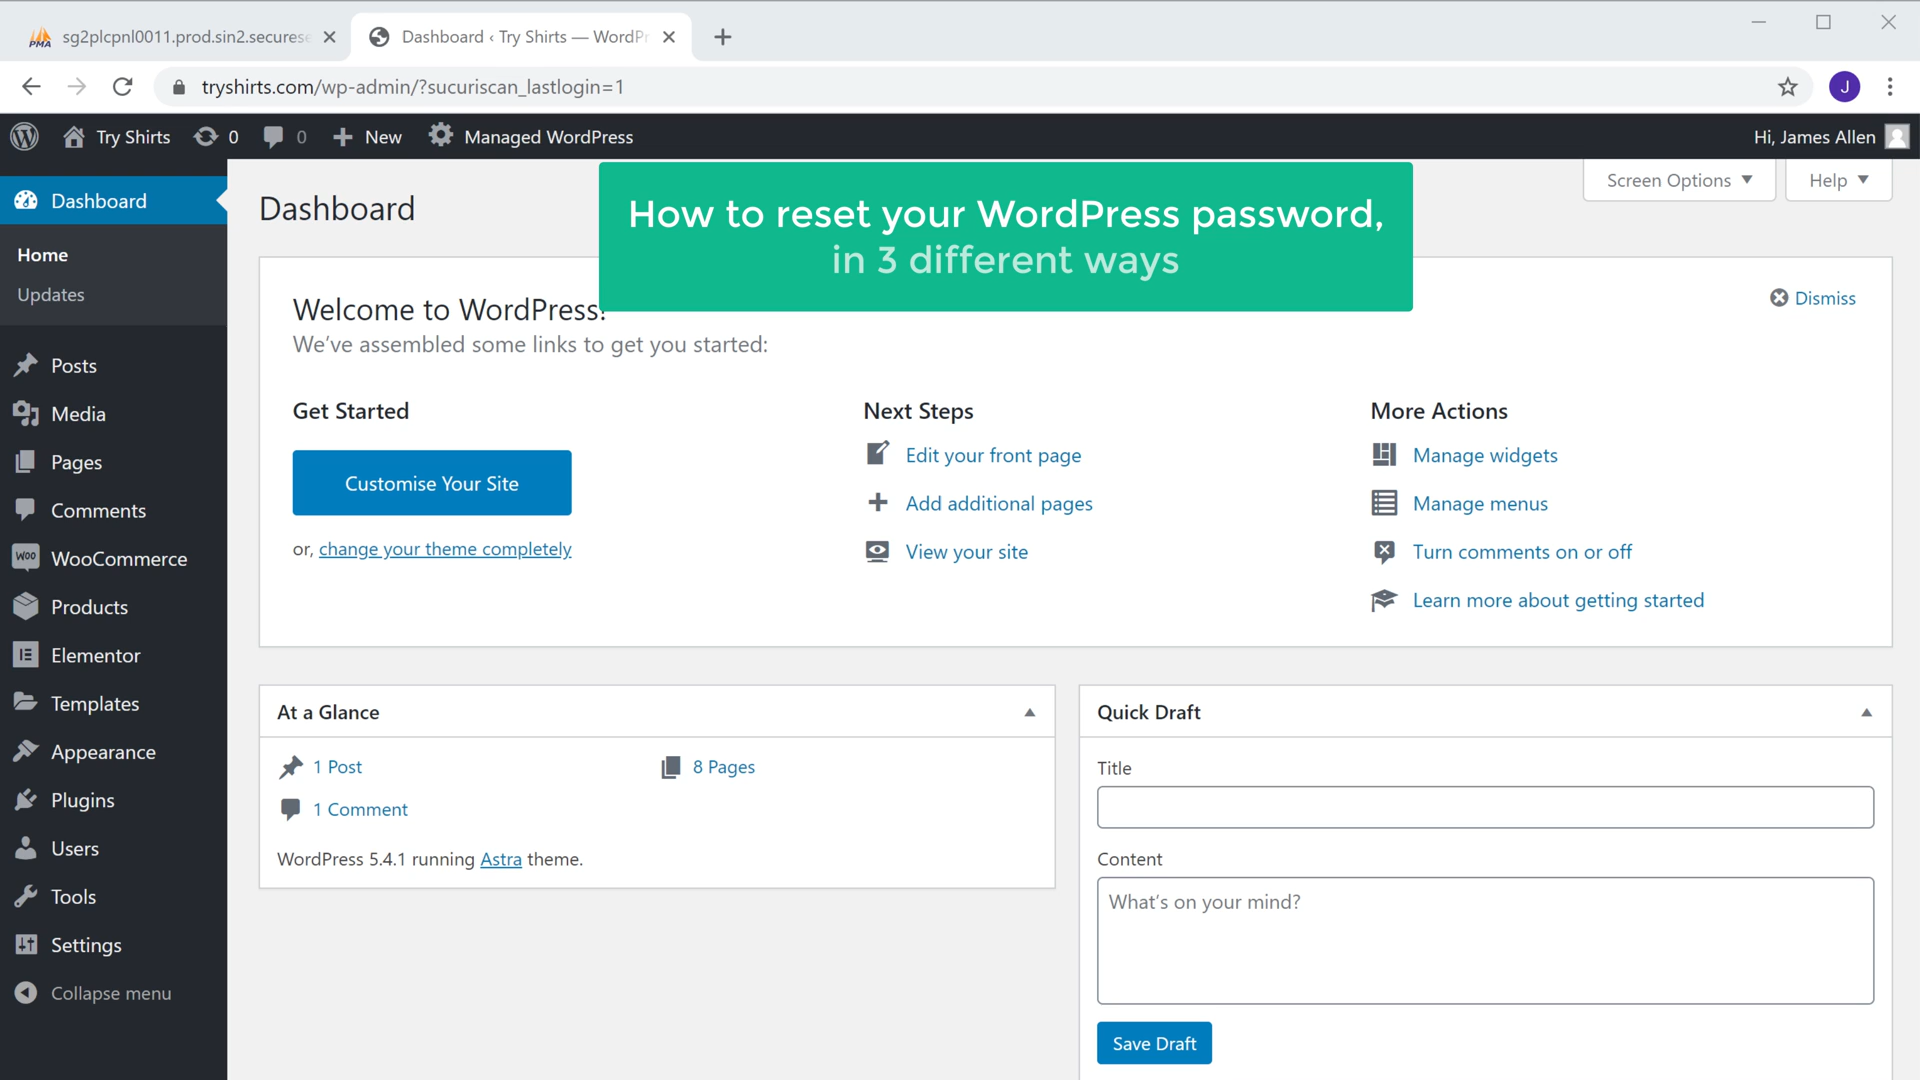 PMA sg2plcpnl0011.prod.sin2.securese
Dashboard ‹ Try Shirts — WordPr
tryshirts.com/wp-admin/?sucuriscan_lastlogin=1
J
Try Shirts 0 0 New Managed WordPress
Hi, James Allen
Screen Options Help
Dashboard
Home
Updates
Posts
Media
Pages
Comments
Woo WooCommerce
Products
Elementor
Templates
Appearance
Plugins
Users
Tools
Settings
Collapse menu
Dashboard
How to reset your WordPress password,
in 3 different ways
Welcome to WordPress!
We've assembled some links to get you started:
Dismiss
Get Started
Customise Your Site
or, change your theme completely
Next Steps
Edit your front page
Add additional pages
View your site
More Actions
Manage widgets
Manage menus
Turn comments on or off
Learn more about getting started
At a Glance
1 Post
8 Pages
1 Comment
WordPress 5.4.1 running Astra theme.
Quick Draft
Title
Content
What's on your mind?
Save Draft